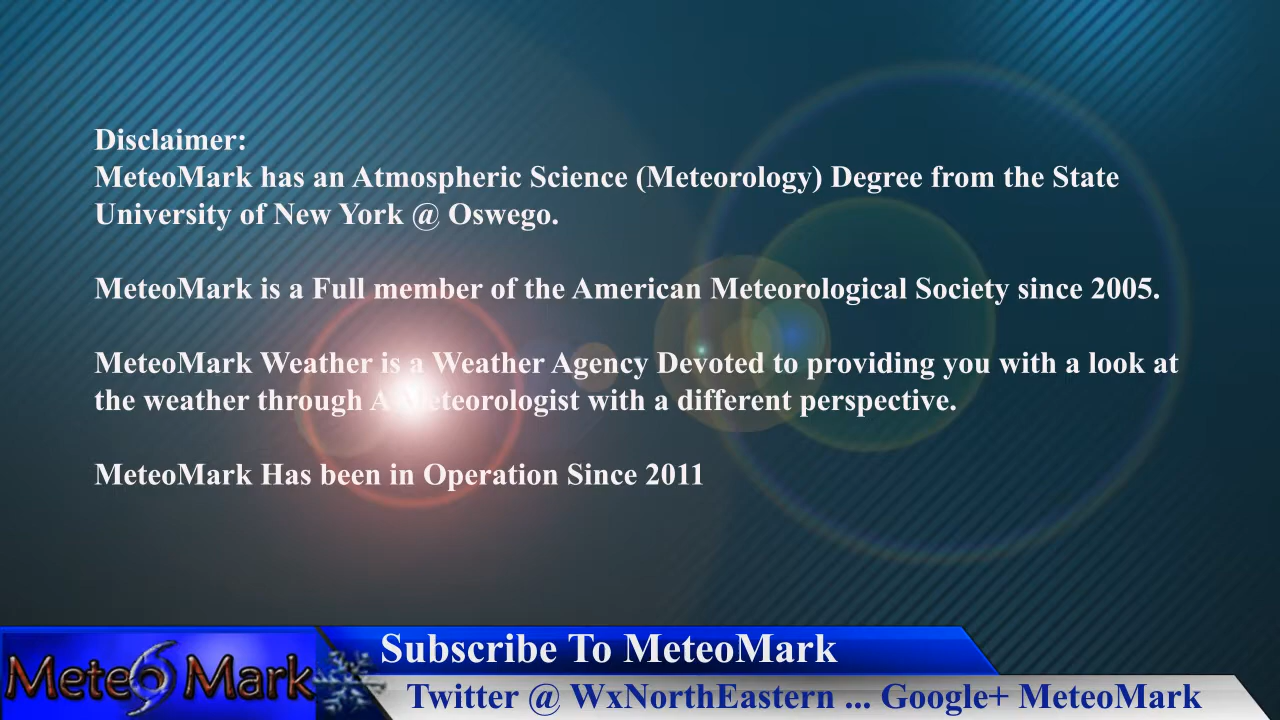 Disclaimer:
MeteoMark has an Atmospheric Science (Meteorology) Degree from the State
University of New York @ Oswego.
MeteoMark is a Full member of the American Meteorological Society since 2005.
MeteoMark Weather is a Weather Agency Devoted to providing you with a look at
the weather through A Meteorologist with a different perspective.
MeteoMark Has been in Operation Since 2011
Subscribe To MeteoMark
Mete Mark
Twitter @ WxNorthEastern ... Google+ MeteoMark